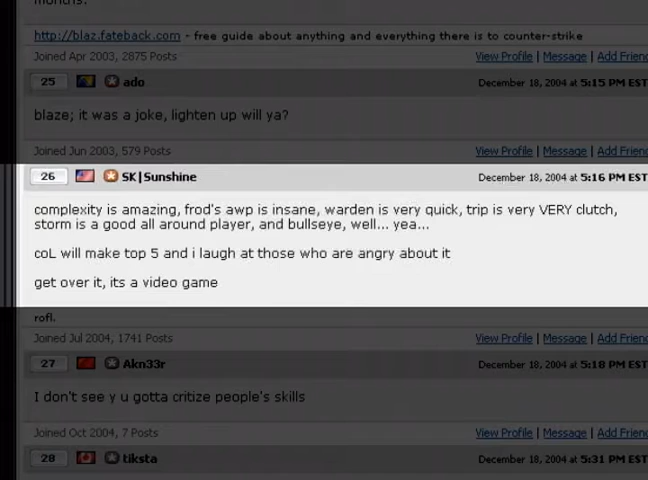 months.
http://blaz.fateback.com - free guide about anything and everything there is to counter-strike
Joined Apr 2003, 2875 Posts View Profile | Message | Add Frien
25 ado December 18, 2004 at 5:15 PM EST
blaze; it was a joke, lighten up will ya?
Joined Jun 2003, 579 Posts View Profile | Message | Add Frien
26 SK|Sunshine December 18, 2004 at 5:16 PM EST
complexity is amazing, frod's awp is insane, warden is very quick, trip is very VERY clutch,
storm is a good all around player, and bullseye, well... yea...
coL will make top 5 and i laugh at those who are angry about it
get over it, its a video game
rofl.
Joined Jul 2004, 1741 Posts View Profile | Message | Add Frien
27 Akn33r December 18, 2004 at 5:18 PM EST
I don't see y u gotta critize people's skills
Joined Oct 2004, 7 Posts View Profile | Message | Add Frien
28 tiksta December 18, 2004 at 5:31 PM EST